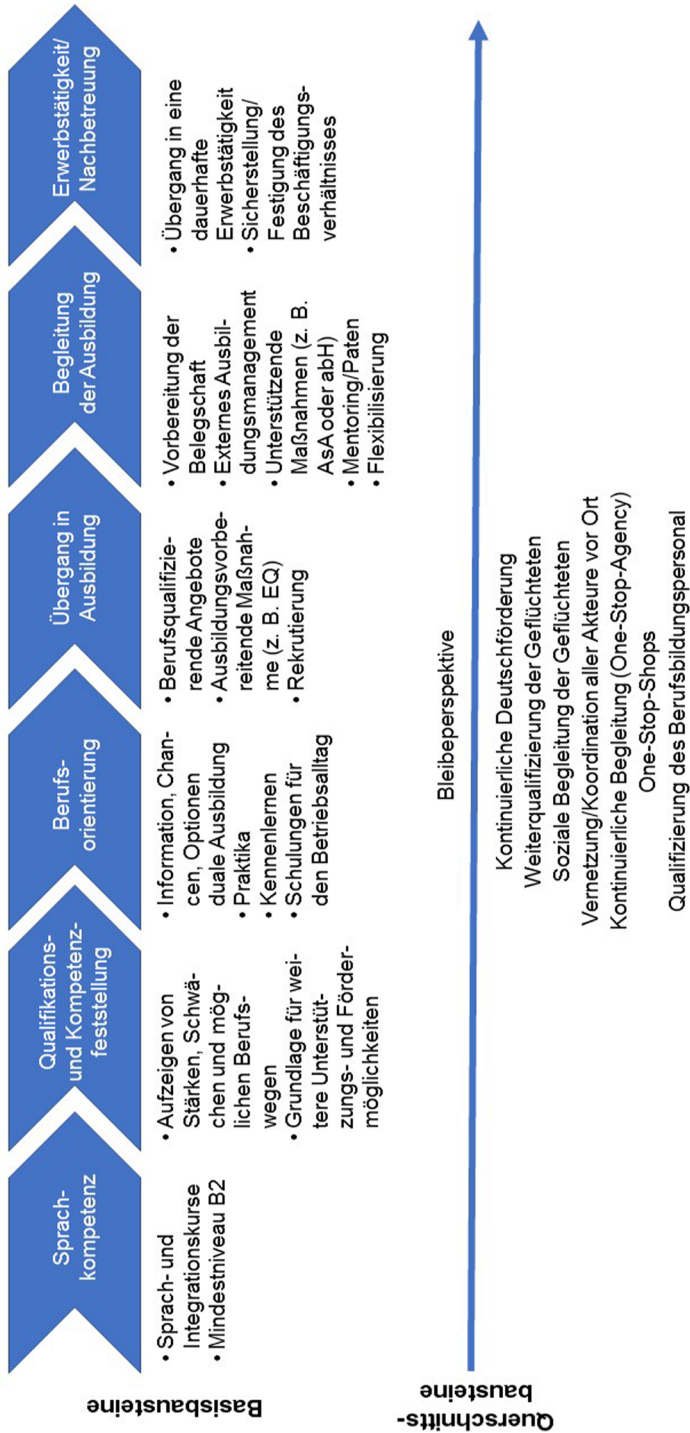 Basisbausteine
Sprach-
kompetenz
• Sprach- und
Integrationskurse
• Mindestniveau B2
Qualifikations-
und Kompetenz-
feststellung
• Aufzeigen von
Stärken, Schwä-
chen und mög-
lichen Berufs-
wegen
• Grundlage für wei-
tere Unterstüt-
zungs- und Förder-
möglichkeiten
Berufs-
orientierung
• Information, Chan-
cen, Optionen
duale Ausbildung
• Praktika
• Kennenlernen
• Schulungen für
den Betriebsalltag
Übergang in
Ausbildung
• Berufsqualifizie-
rende Angebote
• Ausbildungsvorbe-
reitende Maßnah-
me (z. B. EQ)
• Rekrutierung
Begleitung
der Ausbildung
• Vorbereitung der
Belegschaft
• Externes Ausbil-
dungsmanagement
• Unterstützende
Maßnahmen (z. B.
AsA oder abH)
• Mentoring/Paten
• Flexibilisierung
Erwerbstätigkeit/
Nachbetreuung
• Übergang in eine
dauerhafte
Erwerbstätigkeit
• Sicherstellung/
Festigung des
Beschäftigungs-
verhältnisses
Querschnitts-
bausteine
Bleibeperspektive
Kontinuierliche Deutschförderung
Weiterqualifizierung der Geflüchteten
Soziale Begleitung der Geflüchteten
Vernetzung/Koordination aller Akteure vor Ort
Kontinuierliche Begleitung (One-Stop-Agency)
One-Stop-Shops
Qualifizierung des Berufsbildungspersonal